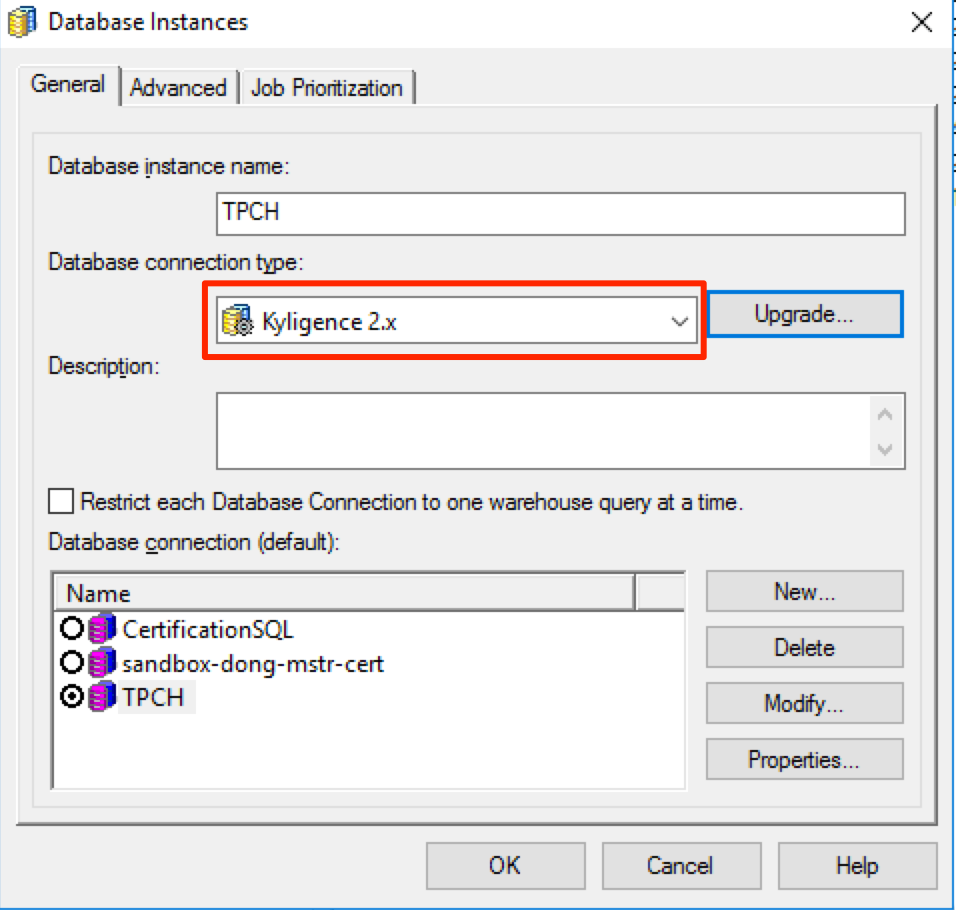 Database Instances
General Advanced Job Prioritization
Database instance name:
TPCH
Database connection type:
Kyligence 2.x Upgrade...
Description:
Restrict each Database Connection to one warehouse query at a time.
Database connection (default):
Name New...
CertificationSQL
sandbox-dong-mstr-cert Delete
TPCH Modify...
Properties...
OK Cancel Help